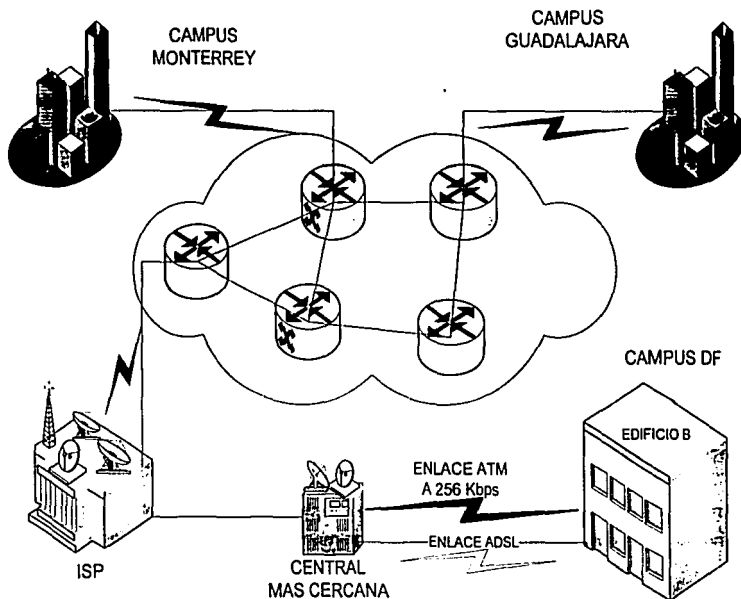 CAMPUS
MONTERREY
CAMPUS
GUADALAJARA
CAMPUS DF
EDIFICIO B
ENLACE ATM
A 256 Kbps
ENLACE ADSL
ISP
CENTRAL
MAS CERCANA